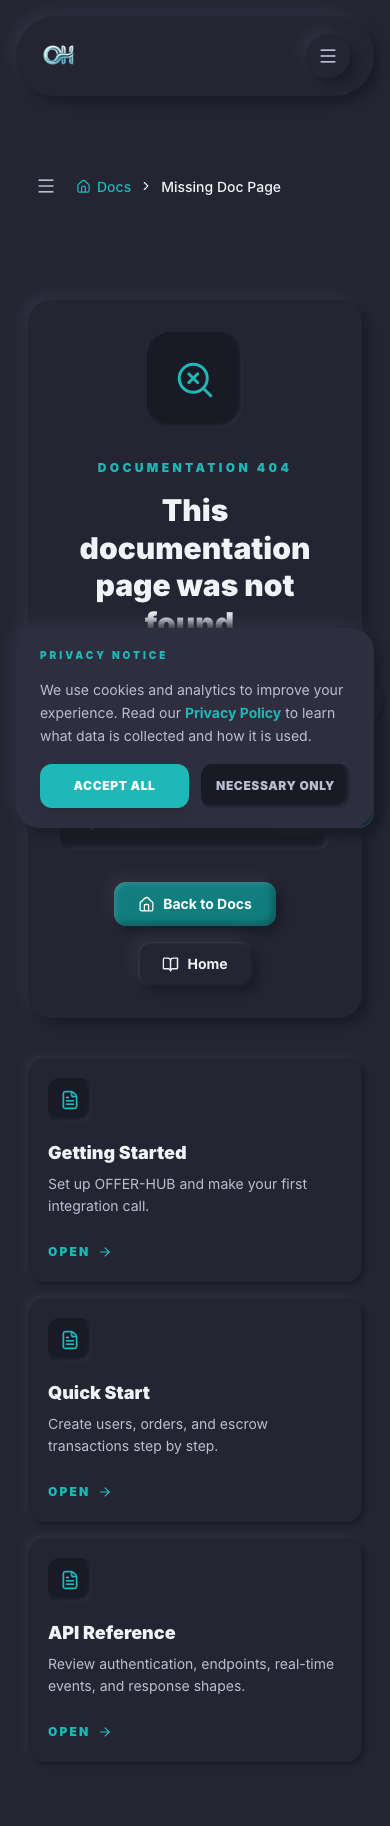 OH
Docs > Missing Doc Page
DOCUMENTATION 404
This
documentation
page was not
found
PRIVACY NOTICE
We use cookies and analytics to improve your
experience. Read our Privacy Policy to learn
what data is collected and how it is used.
ACCEPT ALL
NECESSARY ONLY
Back to Docs
Home
Getting Started
Set up OFFER-HUB and make your first
integration call.
OPEN
Quick Start
Create users, orders, and escrow
transactions step by step.
OPEN
API Reference
Review authentication, endpoints, real-time
events, and response shapes.
OPEN